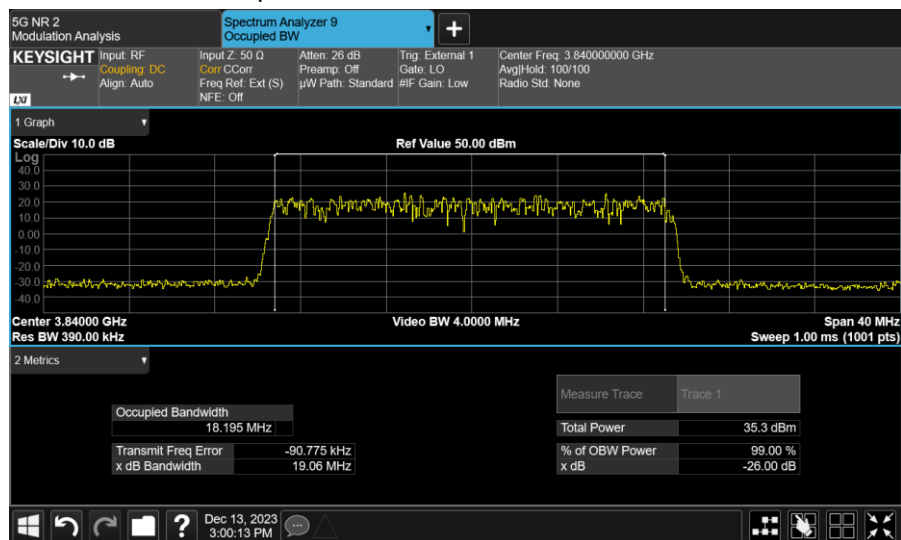 5G NR 2
Modulation Analysis
Spectrum Analyzer 9
Occupied BW
KEYSIGHT
LXI
Input: RF
Coupling: DC
Align: Auto
Input Z: 50 Ω
Corr CCorr
Freq Ref: Ext (S)
NFE: Off
Atten: 26 dB
Preamp: Off
µW Path: Standard
Trig: External 1
Gate: LO
#IF Gain: Low
Center Freq: 3.840000000 GHz
Avg|Hold: 100/100
Radio Std: None
1 Graph
Scale/Div 10.0 dB
Ref Value 50.00 dBm
Log
40.0
30.0
20.0
10.0
0.00
-10.0
-20.0
-30.0
-40.0
Center 3.84000 GHz
Video BW 4.0000 MHz
Span 40 MHz
Res BW 390.00 kHz
Sweep 1.00 ms (1001 pts)
2 Metrics
Measure Trace Trace 1
Occupied Bandwidth
18.195 MHz
Total Power 35.3 dBm
Transmit Freq Error -90.775 kHz
% of OBW Power 99.00 %
x dB Bandwidth 19.06 MHz
x dB -26.00 dB
Dec 13, 2023
3:00:13 PM